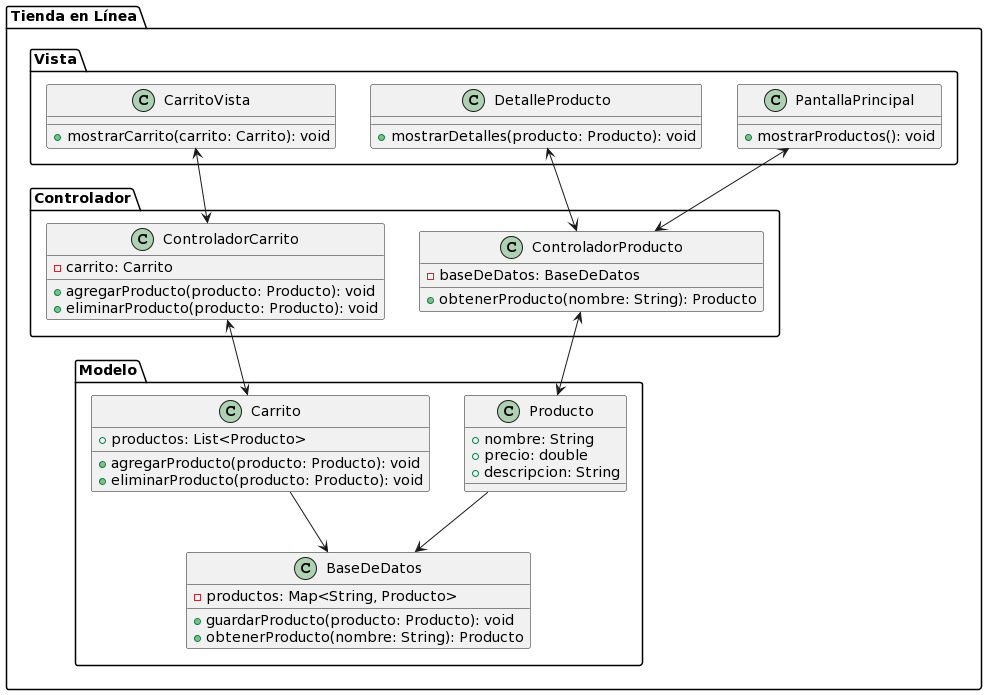 Tienda en Línea
Vista
C CarritoVista
mostrarCarrito(carrito: Carrito): void
C DetalleProducto
mostrarDetalles(producto: Producto): void
C PantallaPrincipal
mostrarProductos(): void
Controlador
C ControladorCarrito
carrito: Carrito
agregarProducto(producto: Producto): void
eliminarProducto(producto: Producto): void
C ControladorProducto
baseDeDatos: BaseDeDatos
obtenerProducto(nombre: String): Producto
Modelo
C Carrito
productos: List<Producto>
agregarProducto(producto: Producto): void
eliminarProducto(producto: Producto): void
C Producto
nombre: String
precio: double
descripcion: String
C BaseDeDatos
productos: Map<String, Producto>
guardarProducto(producto: Producto): void
obtenerProducto(nombre: String): Producto